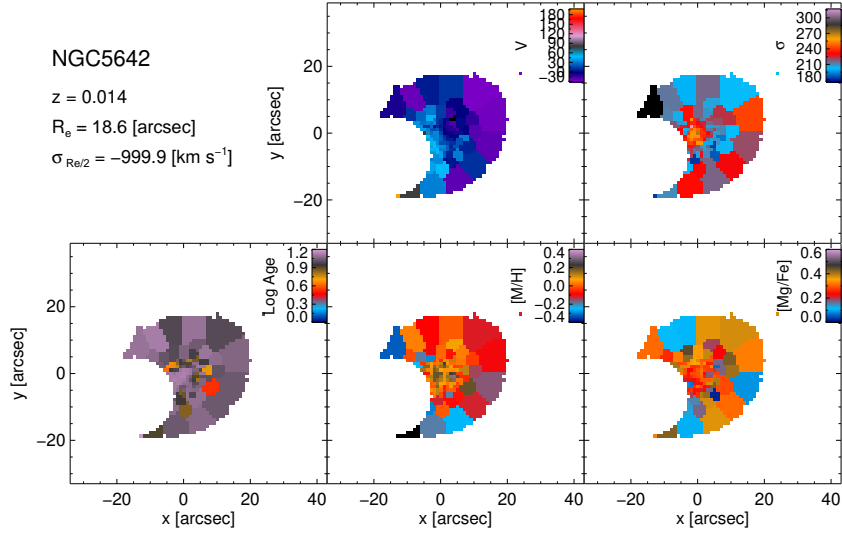 NGC5642
z = 0.014
R e = 18.6 [arcsec]
σ Re/2 = −999.9 [km s−1]
V
180
150
120
90
60
30
0
−30
σ
300
270
240
210
180
y [arcsec]
20
0
−20
Log Age
1.2
0.9
0.6
0.3
0.0
[M/H]
0.4
0.2
0.0
−0.2
−0.4
[Mg/Fe]
0.6
0.4
0.2
0.0
y [arcsec]
20
0
−20
−20 0 20 40
−20 0 20 40
−20 0 20 40
x [arcsec]
x [arcsec]
x [arcsec]